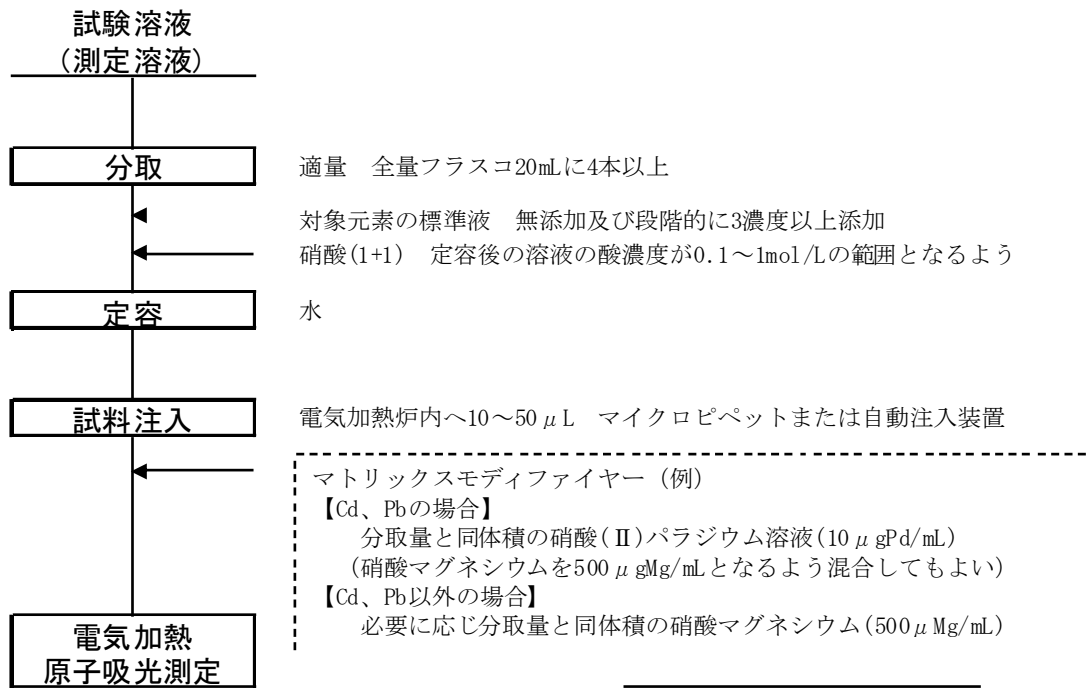 試験溶液
(測定溶液)
分取
適量 全量フラスコ20mLに4本以上
対象元素の標準液 無添加及び段階的に3濃度以上添加
硝酸(1+1) 定容後の溶液の酸濃度が0.1～1mol/Lの範囲となるよう
定容
水
試料注入
電気加熱炉内へ10～50μL マイクロピペットまたは自動注入装置
マトリックスモディファイヤー (例)
【Cd、Pbの場合】
分取量と同体積の硝酸(Ⅱ)パラジウム溶液(10μgPd/mL)
(硝酸マグネシウムを500μgMg/mLとなるよう混合してもよい)
【Cd、Pb以外の場合】
必要に応じ分取量と同体積の硝酸マグネシウム(500μMg/mL)
電気加熱
原子吸光測定